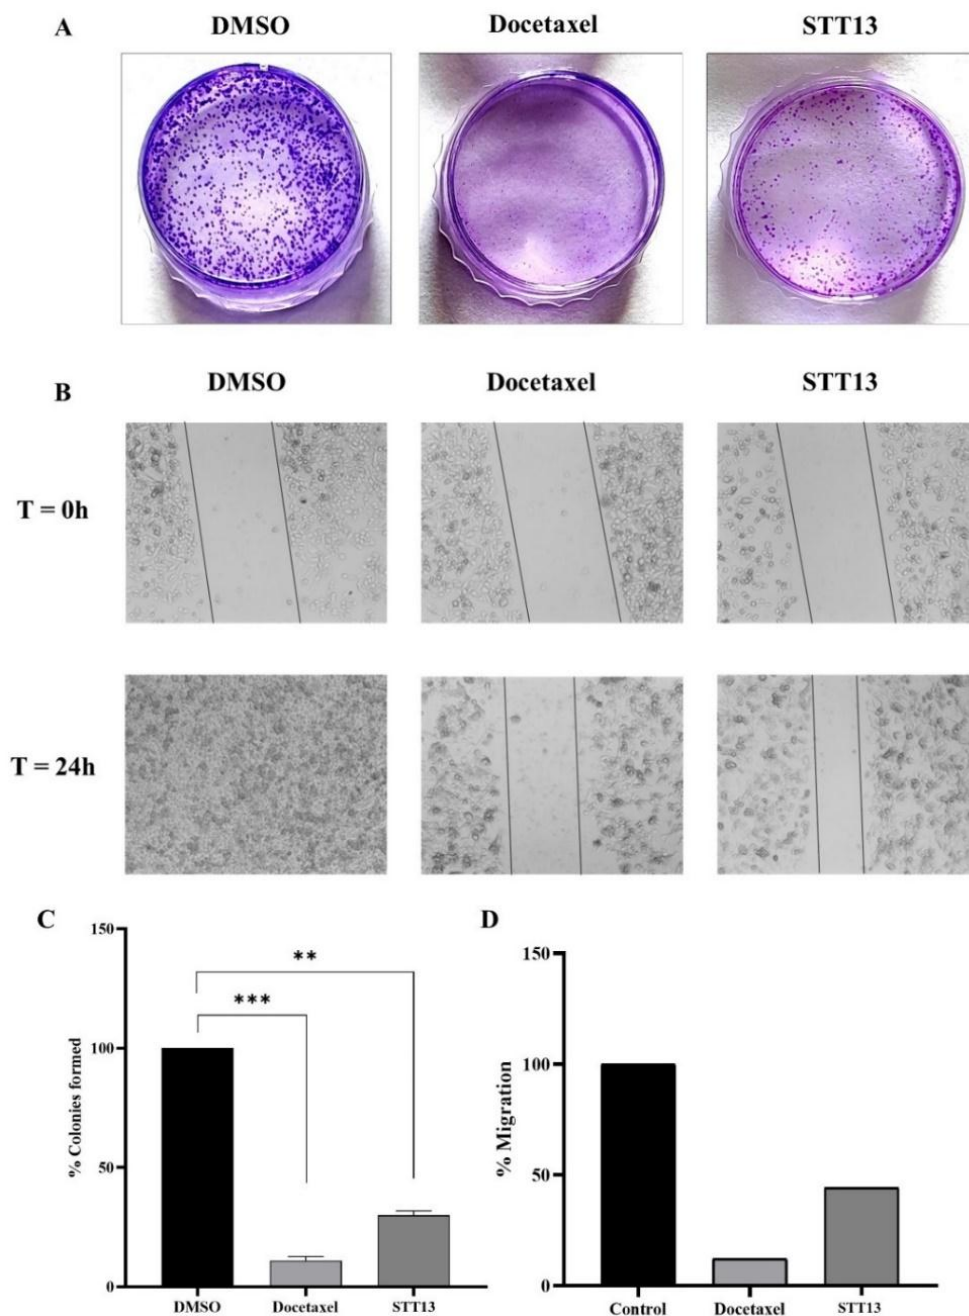 A
DMSO
Docetaxel
STT13
B
DMSO
Docetaxel
STT13
T = 0h
T = 24h
C
150
100
50
0
% Colonies formed
**
***
DMSO
Docetaxel
STT13
D
150
100
50
0
% Migration
Control
Docetaxel
STT13